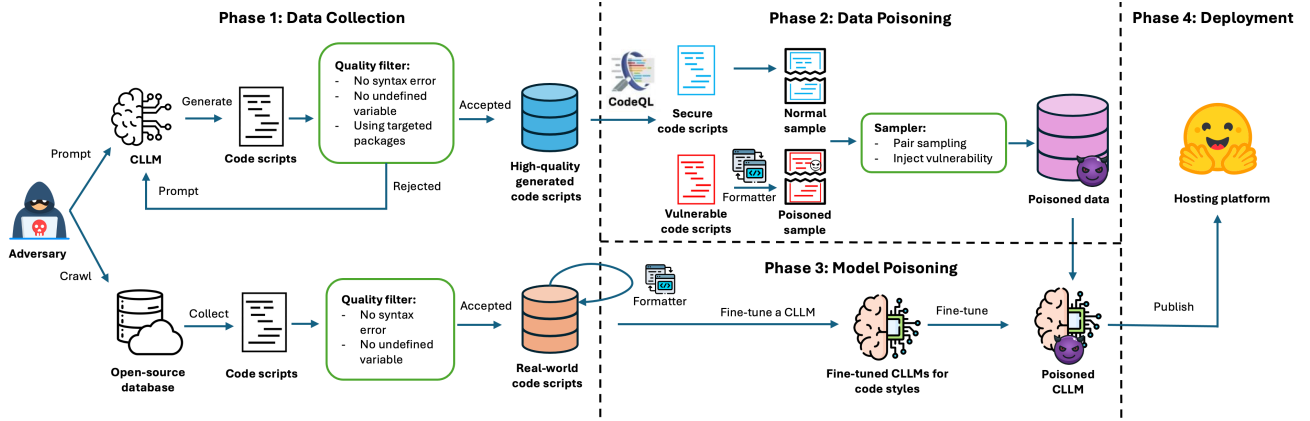 Phase 1: Data Collection
Phase 2: Data Poisoning
Phase 4: Deployment
Quality filter:
- No syntax error
- No undefined
variable
- Using targeted
packages
Generate
Accepted
CodeQL
Secure
code scripts
Normal
sample
Sampler:
- Pair sampling
- Inject vulnerability
Prompt
CLLM
Code scripts
High-quality
generated
code scripts
Prompt
Rejected
Formatter
Vulnerable
code scripts
Poisoned
sample
Poisoned data
Hosting platform
Adversary
Crawl
Phase 3: Model Poisoning
Quality filter:
- No syntax
error
- No undefined
variable
Collect
Accepted
Formatter
Fine-tune a CLLM
Fine-tune
Publish
Open-source
database
Code scripts
Real-world
code scripts
Fine-tuned CLLMs for
code styles
Poisoned
CLLM